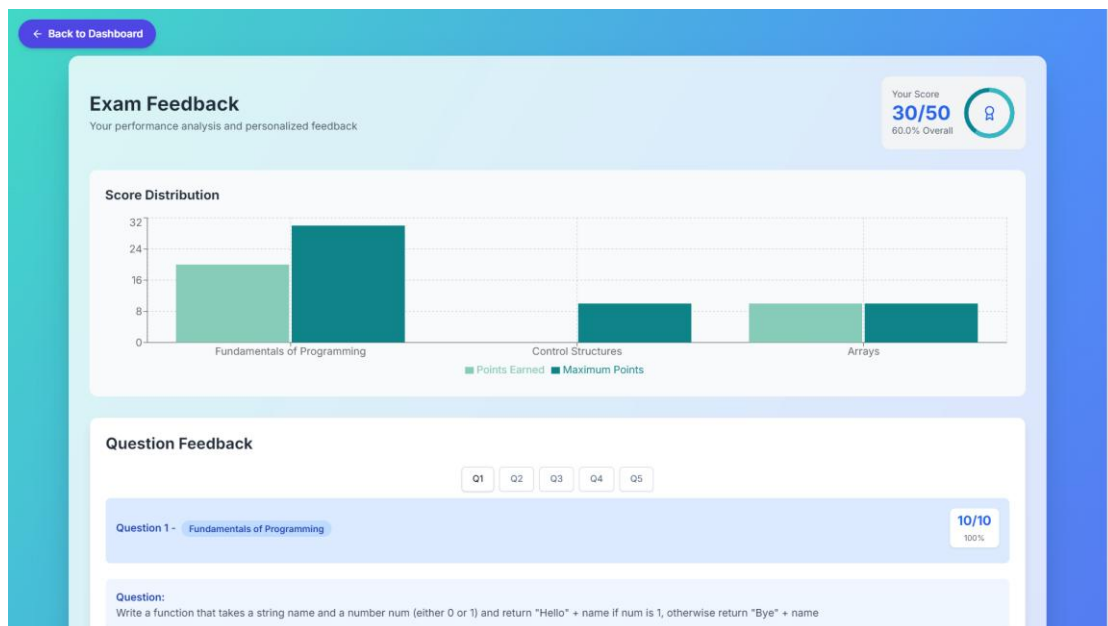 ← Back to Dashboard
Exam Feedback
Your performance analysis and personalized feedback
Your Score
30/50
60.0% Overall
Score Distribution
32
24
16
8
0
Fundamentals of Programming Control Structures Arrays
Points Earned Maximum Points
Question Feedback
Q1 Q2 Q3 Q4 Q5
Question 1 - Fundamentals of Programming
10/10
100%
Question:
Write a function that takes a string name and a number num (either 0 or 1) and return "Hello" + name if num is 1, otherwise return "Bye" + name